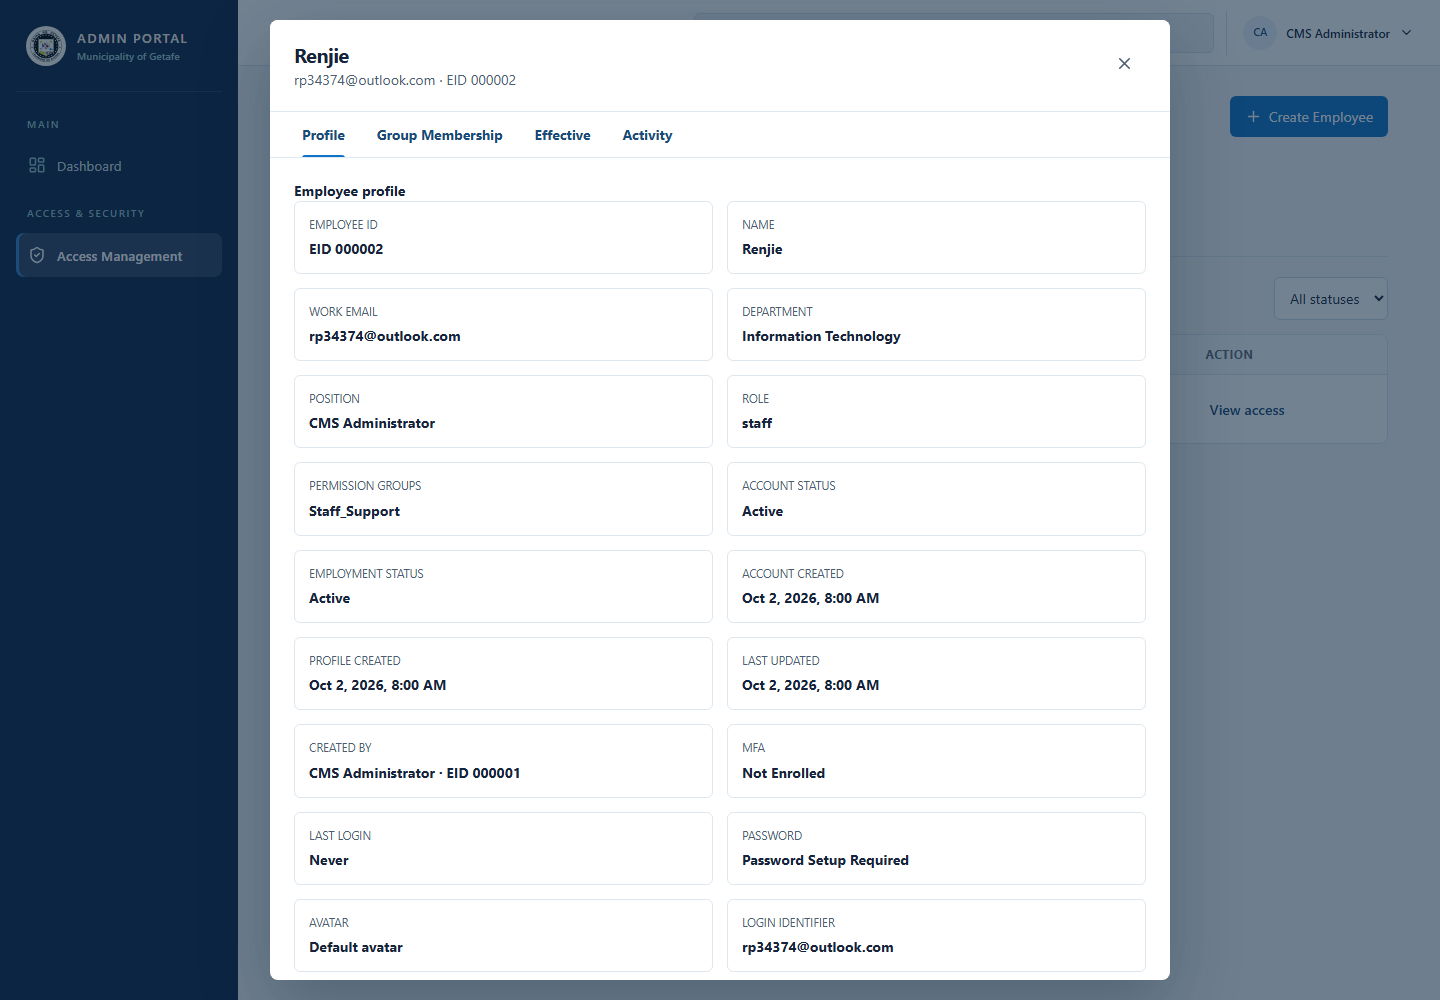 ADMIN PORTAL
Municipality of Getafe
MAIN
Dashboard
ACCESS & SECURITY
Access Management
CA
CMS Administrator
Create Employee
All statuses
ACTION
View access
Renjie
rp34374@outlook.com · EID 000002
Profile
Group Membership
Effective
Activity
Employee profile
EMPLOYEE ID
EID 000002
NAME
Renjie
WORK EMAIL
rp34374@outlook.com
DEPARTMENT
Information Technology
POSITION
CMS Administrator
ROLE
staff
PERMISSION GROUPS
Staff_Support
ACCOUNT STATUS
Active
EMPLOYMENT STATUS
Active
ACCOUNT CREATED
Oct 2, 2026, 8:00 AM
PROFILE CREATED
Oct 2, 2026, 8:00 AM
LAST UPDATED
Oct 2, 2026, 8:00 AM
CREATED BY
CMS Administrator · EID 000001
MFA
Not Enrolled
LAST LOGIN
Never
PASSWORD
Password Setup Required
AVATAR
Default avatar
LOGIN IDENTIFIER
rp34374@outlook.com